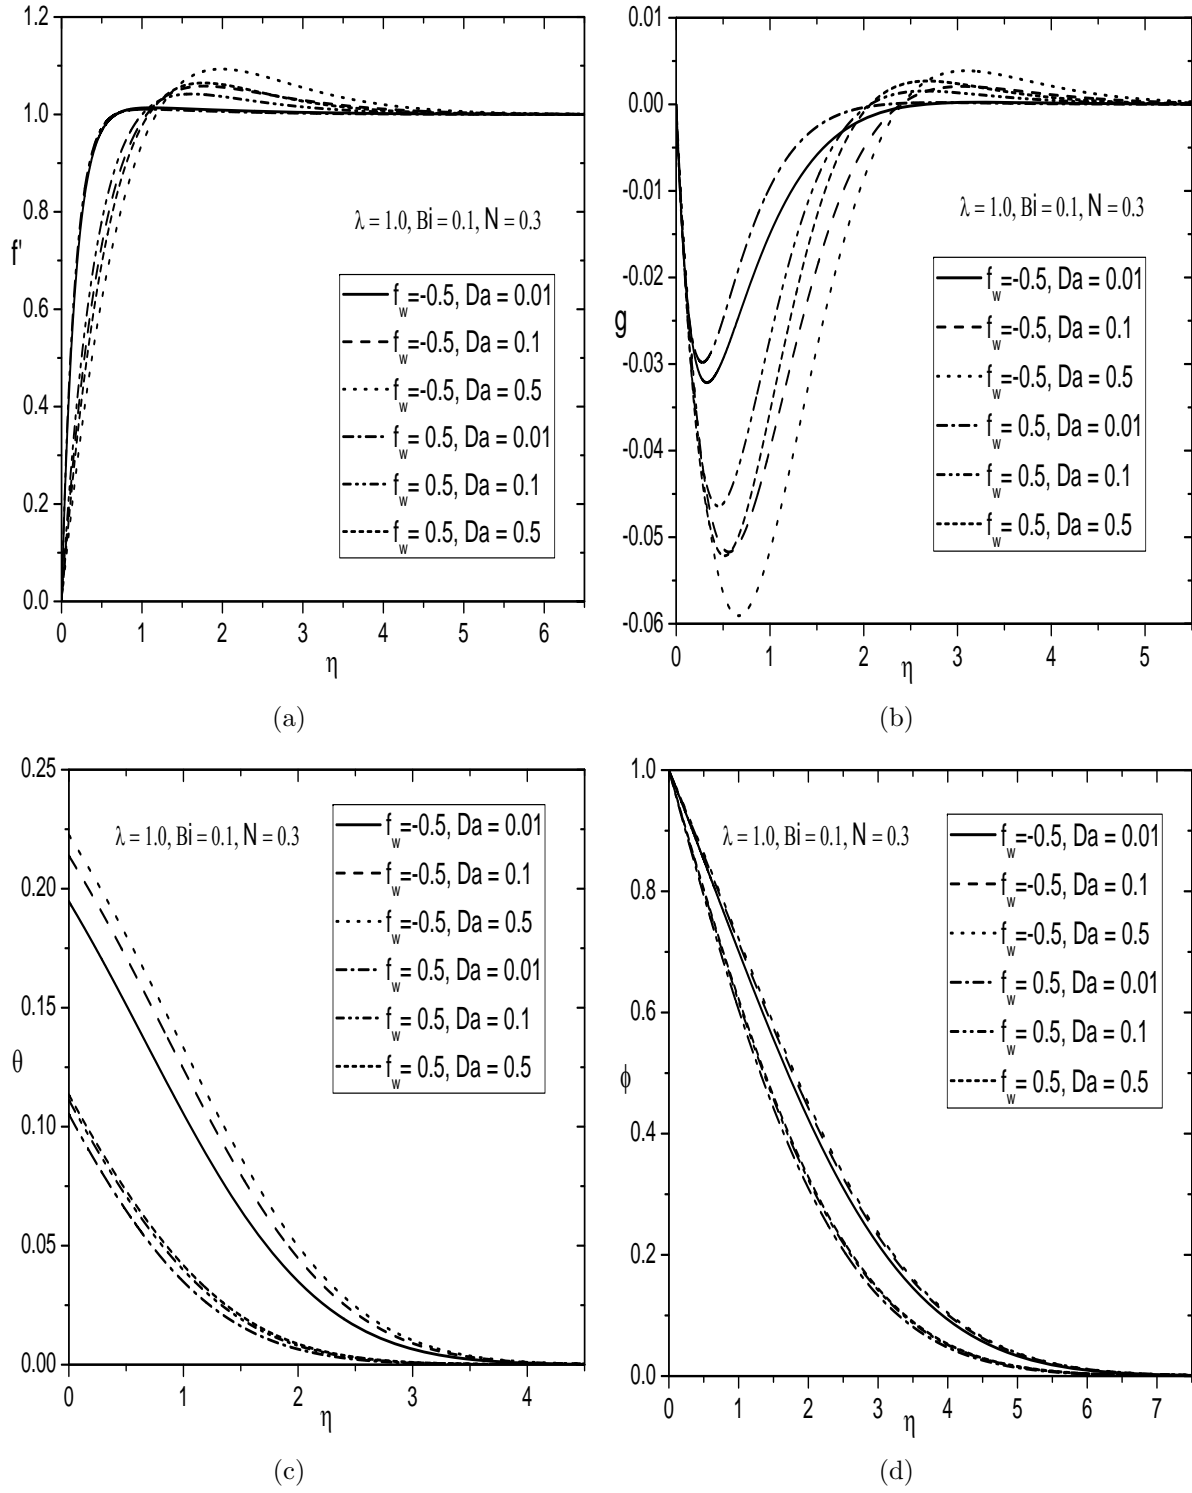 1.2
1.0
0.8
0.6
0.4
0.2
0.0
f'
λ = 1.0, Bi = 0.1, N = 0.3
f_w=-0.5, Da = 0.01
f_w=-0.5, Da = 0.1
f_w=-0.5, Da = 0.5
f_w= 0.5, Da = 0.01
f_w= 0.5, Da = 0.1
f_w= 0.5, Da = 0.5
0 1 2 3 4 5 6
η
(a)
0.01
0.00
-0.01
-0.02
-0.03
-0.04
-0.05
-0.06
g
λ = 1.0, Bi = 0.1, N = 0.3
f_w=-0.5, Da = 0.01
f_w=-0.5, Da = 0.1
f_w=-0.5, Da = 0.5
f_w= 0.5, Da = 0.01
f_w= 0.5, Da = 0.1
f_w= 0.5, Da = 0.5
0 1 2 3 4 5
η
(b)
0.25
0.20
0.15
0.10
0.05
0.00
θ
λ = 1.0, Bi = 0.1, N = 0.3
f_w=-0.5, Da = 0.01
f_w=-0.5, Da = 0.1
f_w=-0.5, Da = 0.5
f_w= 0.5, Da = 0.01
f_w= 0.5, Da = 0.1
f_w= 0.5, Da = 0.5
0 1 2 3 4
η
(c)
1.0
0.8
0.6
0.4
0.2
0.0
ϕ
λ = 1.0, Bi = 0.1, N = 0.3
f_w=-0.5, Da = 0.01
f_w=-0.5, Da = 0.1
f_w=-0.5, Da = 0.5
f_w= 0.5, Da = 0.01
f_w= 0.5, Da = 0.1
f_w= 0.5, Da = 0.5
0 1 2 3 4 5 6 7
η
(d)